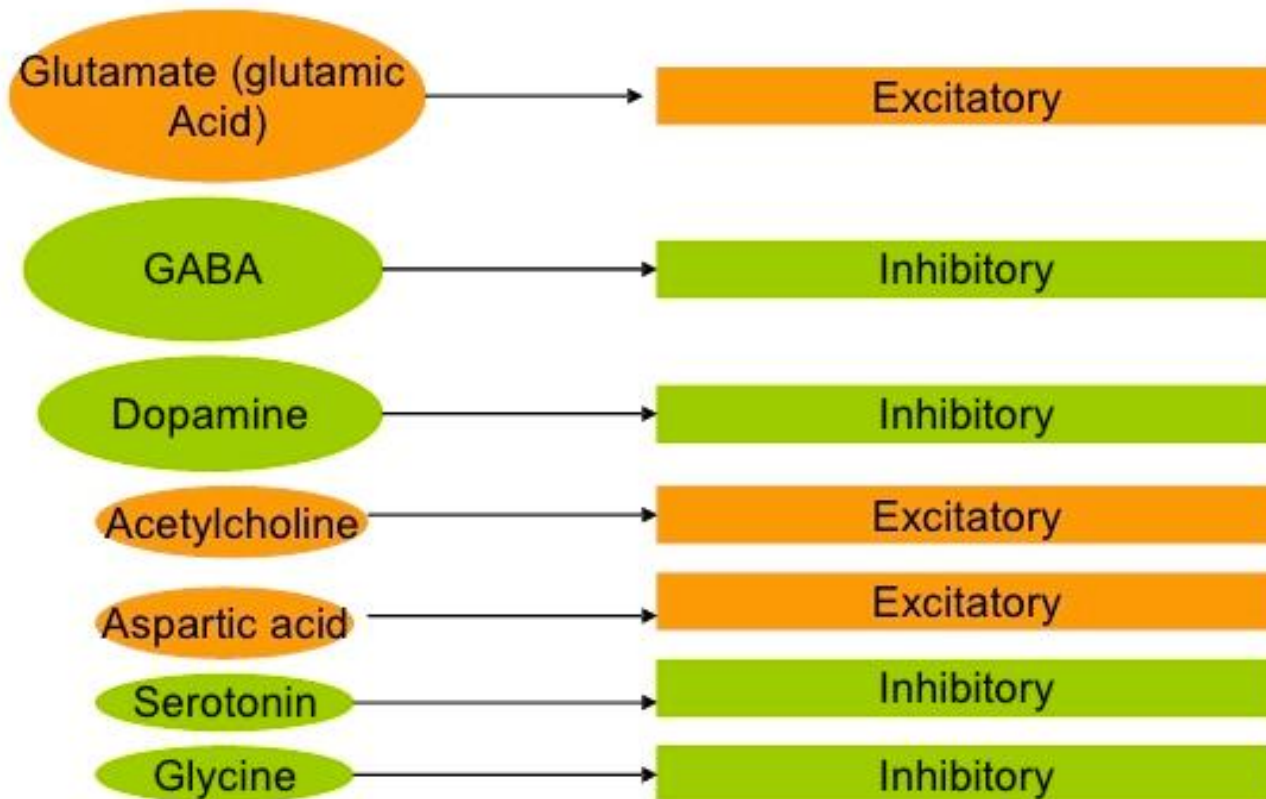 Glutamate (glutamic
Acid)
Excitatory
GABA
Inhibitory
Dopamine
Inhibitory
Acetylcholine
Excitatory
Aspartic acid
Excitatory
Serotonin
Inhibitory
Glycine
Inhibitory